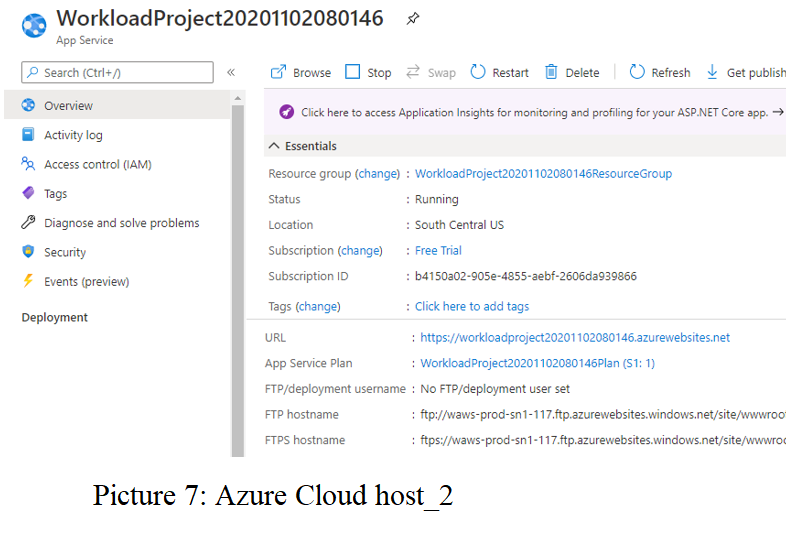 WorkloadProject20201102080146
App Service
Search (Ctrl+/) «
Browse Stop Swap Restart Delete Refresh Get publish
Click here to access Application Insights for monitoring and profiling for your ASP.NET Core app. →
Overview
Activity log
Access control (IAM)
Tags
Diagnose and solve problems
Security
Events (preview)
Deployment
Essentials
Resource group (change) : WorkloadProject20201102080146ResourceGroup
Status : Running
Location : South Central US
Subscription (change) : Free Trial
Subscription ID : b4150a02-905e-4855-aebf-2606da939866
Tags (change) : Click here to add tags
URL : https://workloadproject20201102080146.azurewebsites.net
App Service Plan : WorkloadProject20201102080146Plan (S1: 1)
FTP/deployment username : No FTP/deployment user set
FTP hostname : ftp://waws-prod-sn1-117.ftp.azurewebsites.windows.net/site/wwwroot
FTPS hostname : ftps://waws-prod-sn1-117.ftp.azurewebsites.windows.net/site/wwwroo
Picture 7: Azure Cloud host_2